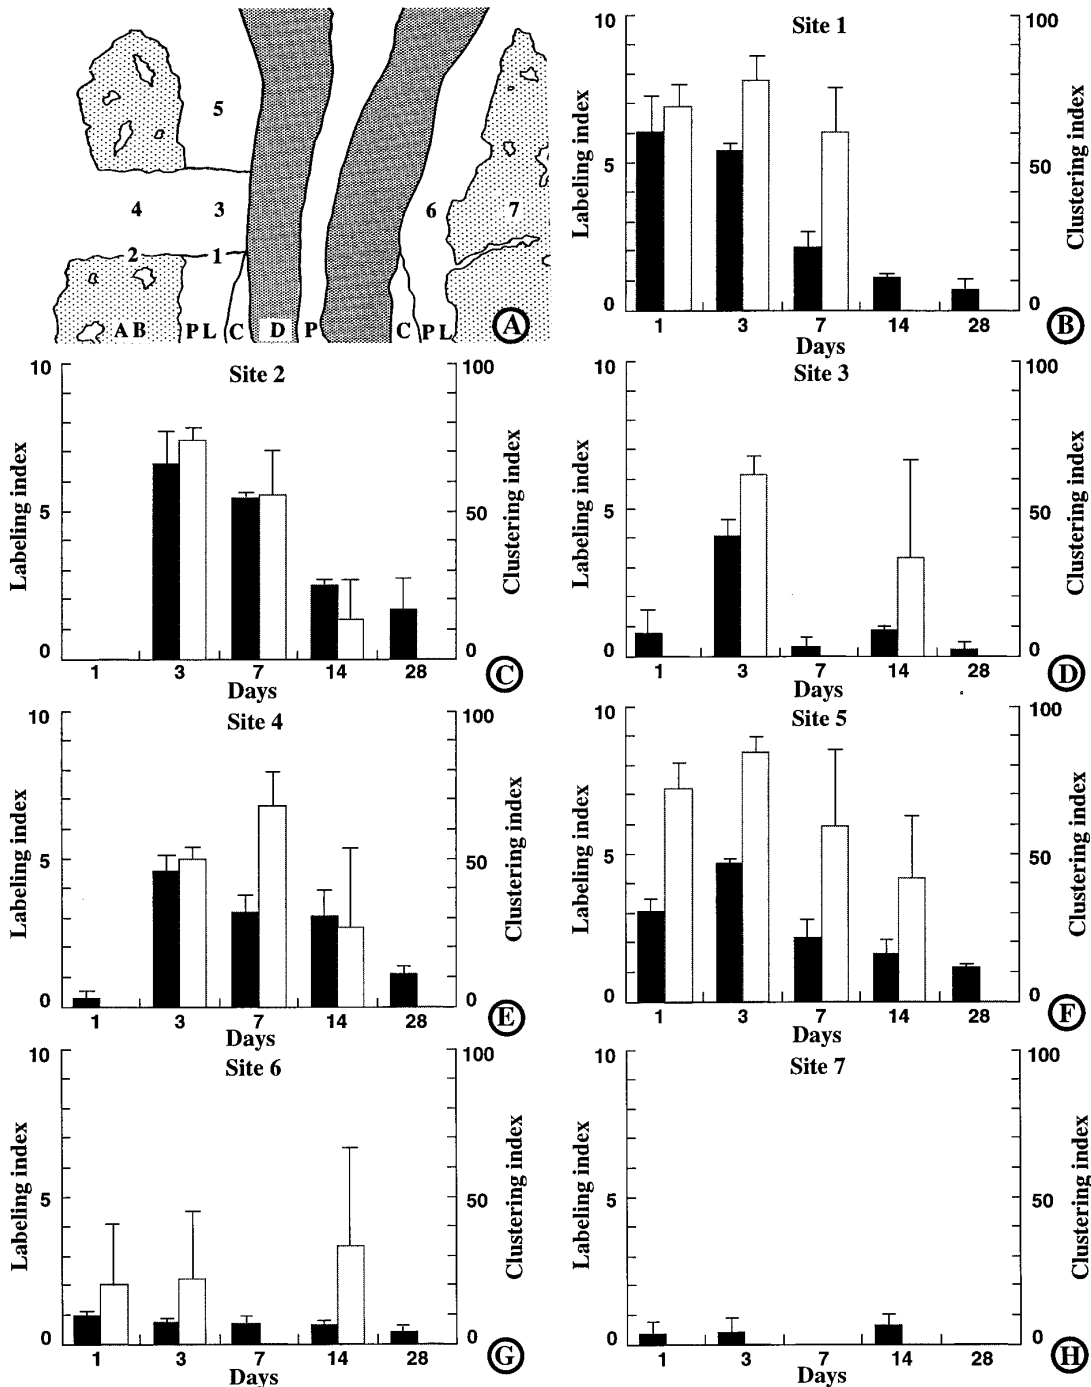 5
4 3 6 7
2 1
A B P L C D P C P L
A
Site 1
Labeling index
Clustering index
10
5
0
100
50
0
1 3 7 14 28
Days
B
Site 2
Labeling index
Clustering index
10
5
0
100
50
0
1 3 7 14 28
Days
C
Site 3
Labeling index
Clustering index
10
5
0
100
50
0
1 3 7 14 28
Days
D
Site 4
Labeling index
Clustering index
10
5
0
100
50
0
1 3 7 14 28
Days
E
Site 5
Labeling index
Clustering index
10
5
0
100
50
0
1 3 7 14 28
Days
F
Site 6
Labeling index
Clustering index
10
5
0
100
50
0
1 3 7 14 28
Days
G
Site 7
Labeling index
Clustering index
10
5
0
100
50
0
1 3 7 14 28
Days
H